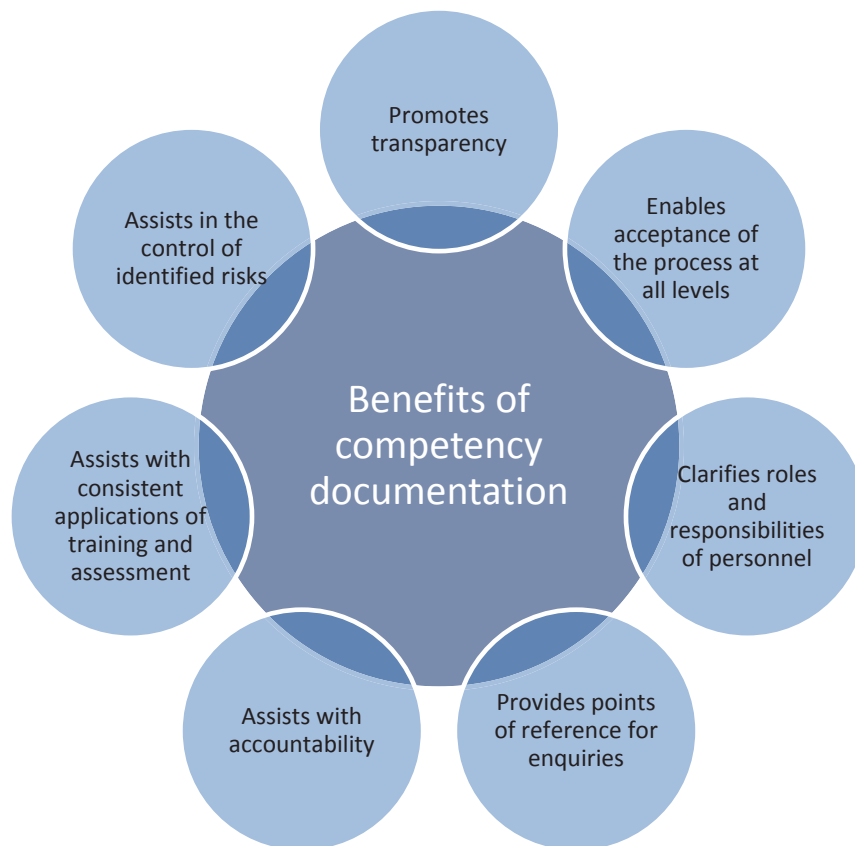 Promotes
transparency
Enables
acceptance of
the process at
all levels
Clarifies roles
and
responsibilities
of personnel
Provides points
of reference for
enquiries
Assists with
accountability
Assists with
consistent
applications of
training and
assessment
Assists in the
control of
identified risks
Benefits of
competency
documentation